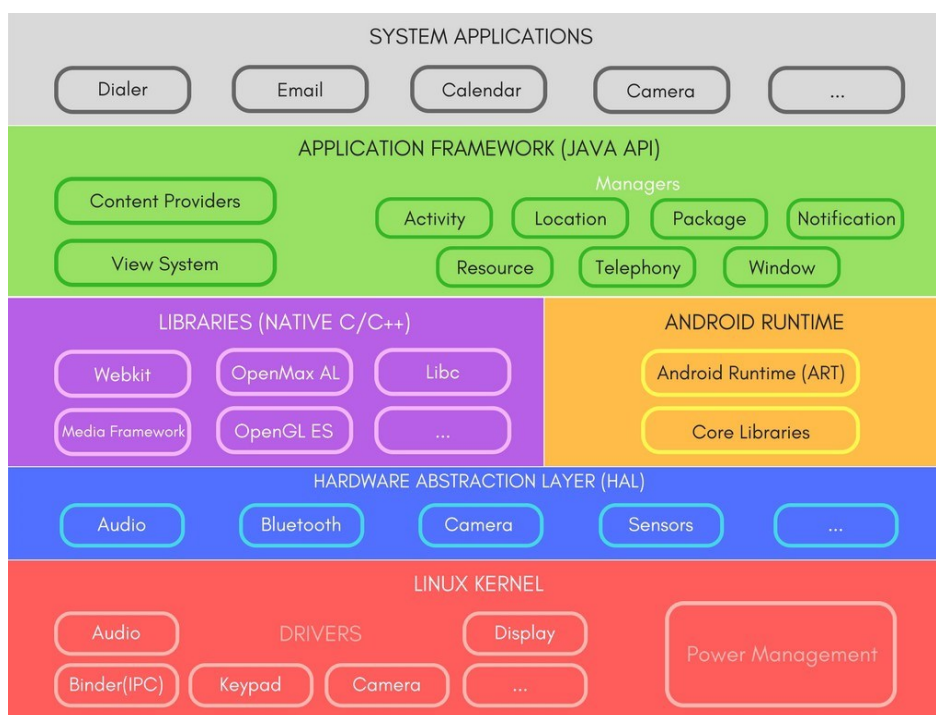 SYSTEM APPLICATIONS
Dialer
Email
Calendar
Camera
...
APPLICATION FRAMEWORK (JAVA API)
Content Providers
View System
Managers
Activity
Location
Package
Notification
Resource
Telephony
Window
LIBRARIES (NATIVE C/C++)
Webkit
OpenMax AL
Libc
Media Framework
OpenGL ES
...
ANDROID RUNTIME
Android Runtime (ART)
Core Libraries
HARDWARE ABSTRACTION LAYER (HAL)
Audio
Bluetooth
Camera
Sensors
...
LINUX KERNEL
Audio
DRIVERS
Display
Binder(IPC)
Keypad
Camera
...
Power Management